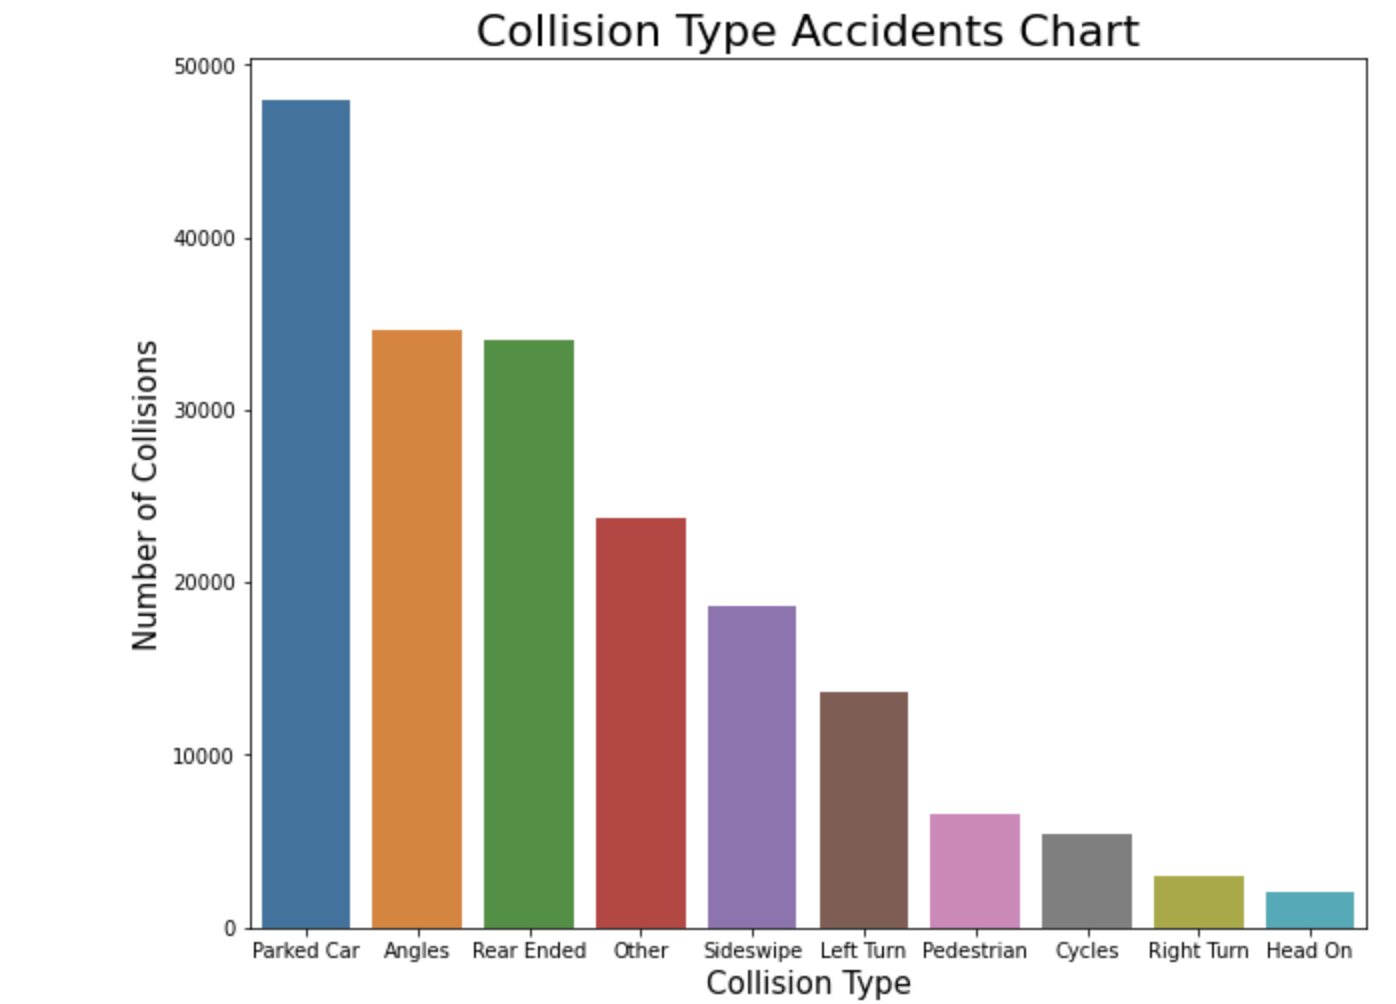 Collision Type Accidents Chart
50000
40000
30000
20000
10000
0
Number of Collisions
Parked Car Angles Rear Ended Other Sideswipe Left Turn Pedestrian Cycles Right Turn Head On
Collision Type